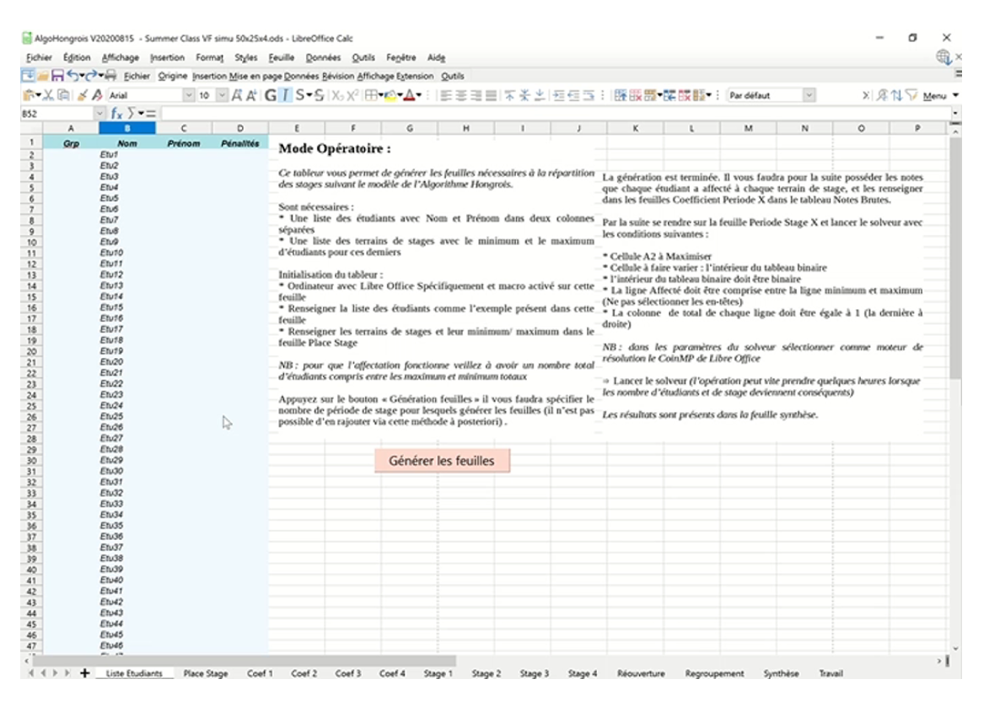 AlgoHongrois V20200815 - Summer Class VF simu 50x25x4.ods - LibreOffice Calc
Fichier Édition Affichage Insertion Format Styles Feuille Données Outils Fenêtre Aide
Fichier Origine Insertion Mise en page Données Révision Affichage Extension Outils
Arial 10 Par défaut Menu
B52
A B C D E F G H I J K L M N O P
1 Grp Nom Prénom Pénalités
2 Etu1
3 Etu2
4 Etu3
5 Etu4
6 Etu5
7 Etu6
8 Etu7
9 Etu8
10 Etu9
11 Etu10
12 Etu11
13 Etu12
14 Etu13
15 Etu14
16 Etu15
17 Etu16
18 Etu17
19 Etu18
20 Etu19
21 Etu20
22 Etu21
23 Etu22
24 Etu23
25 Etu24
26 Etu25
27 Etu26
28 Etu27
29 Etu28
30 Etu29
31 Etu30
32 Etu31
33 Etu32
34 Etu33
35 Etu34
36 Etu35
37 Etu36
38 Etu37
39 Etu38
40 Etu39
41 Etu40
42 Etu41
43 Etu42
44 Etu43
45 Etu44
46 Etu45
47 Etu46
Mode Opératoire :
Ce tableur vous permet de générer les feuilles nécessaires à la répartition
des stages suivant le modèle de l'Algorithme Hongrois.
Sont nécessaires :
* Une liste des étudiants avec Nom et Prénom dans deux colonnes
séparées
* Une liste des terrains de stages avec le minimum et le maximum
d'étudiants pour ces derniers
Initialisation du tableur :
* Ordinateur avec Libre Office Spécifiquement et macro activé sur cette
feuille
* Renseigner la liste des étudiants comme l'exemple présent dans cette
feuille
* Renseigner les terrains de stages et leur minimum/ maximum dans le
feuille Place Stage
NB : pour que l'affectation fonctionne veillez à avoir un nombre total
d'étudiants compris entre les maximum et minimum totaux
Appuyez sur le bouton « Génération feuilles » il vous faudra spécifier le
nombre de période de stage pour lesquels générer les feuilles (il n'est pas
possible d'en rajouter via cette méthode à posteriori) .
Générer les feuilles
La génération est terminée. Il vous faudra pour la suite posséder les notes
que chaque étudiant a affecté à chaque terrain de stage, et les renseigner
dans les feuilles Coefficient Periode X dans le tableau Notes Brutes.
Par la suite se rendre sur la feuille Periode Stage X et lancer le solveur avec
les conditions suivantes :
* Cellule A2 à Maximiser
* Cellule à faire varier : l'intérieur du tableau binaire
* l'intérieur du tableau binaire doit être binaire
* La ligne Affecté doit être comprise entre la ligne minimum et maximum
(Ne pas sélectionner les en-têtes)
* La colonne de total de chaque ligne doit être égale à 1 (la dernière à
droite)
NB : dans les paramètres du solveur sélectionner comme moteur de
résolution le CoinMP de Libre Office
⇒ Lancer le solveur (l'opération peut vite prendre quelques heures lorsque
les nombre d'étudiants et de stage deviennent conséquents)
Les résultats sont présents dans la feuille synthèse.
Liste Etudiants Place Stage Coef 1 Coef 2 Coef 3 Coef 4 Stage 1 Stage 2 Stage 3 Stage 4 Réouverture Regroupement Synthèse Travail